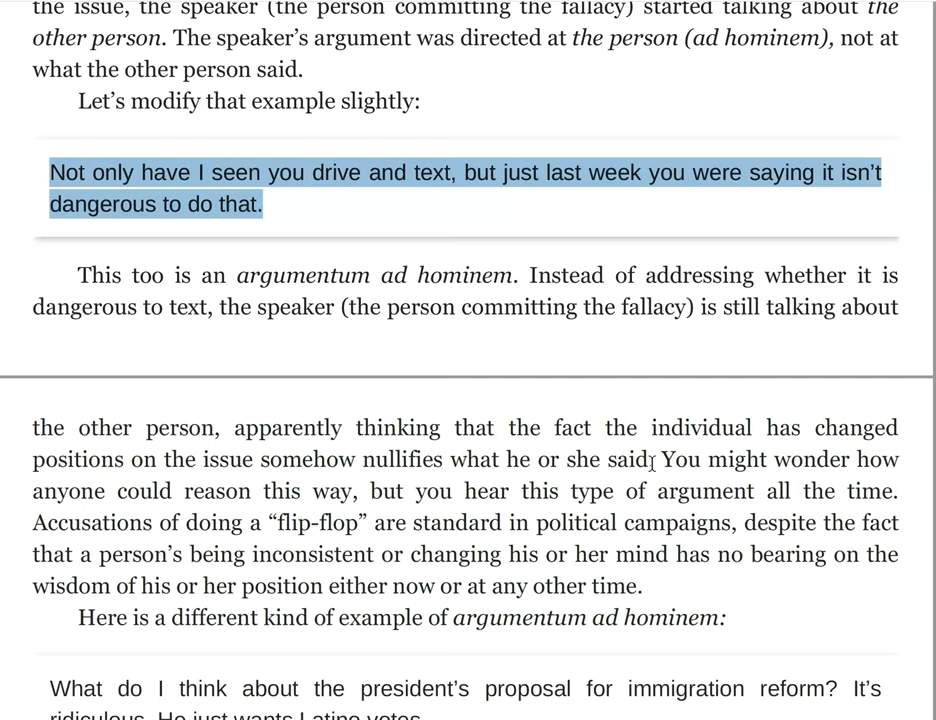 the issue, the speaker (the person committing the fallacy) started talking about the
other person. The speaker’s argument was directed at the person (ad hominem), not at
what the other person said.
Let’s modify that example slightly:
Not only have I seen you drive and text, but just last week you were saying it isn’t
dangerous to do that.
This too is an argumentum ad hominem. Instead of addressing whether it is
dangerous to text, the speaker (the person committing the fallacy) is still talking about
the other person, apparently thinking that the fact the individual has changed
positions on the issue somehow nullifies what he or she said. You might wonder how
anyone could reason this way, but you hear this type of argument all the time.
Accusations of doing a “flip-flop” are standard in political campaigns, despite the fact
that a person’s being inconsistent or changing his or her mind has no bearing on the
wisdom of his or her position either now or at any other time.
Here is a different kind of example of argumentum ad hominem:
What do I think about the president’s proposal for immigration reform? It’s
ridiculous. He just wants Latino votes.